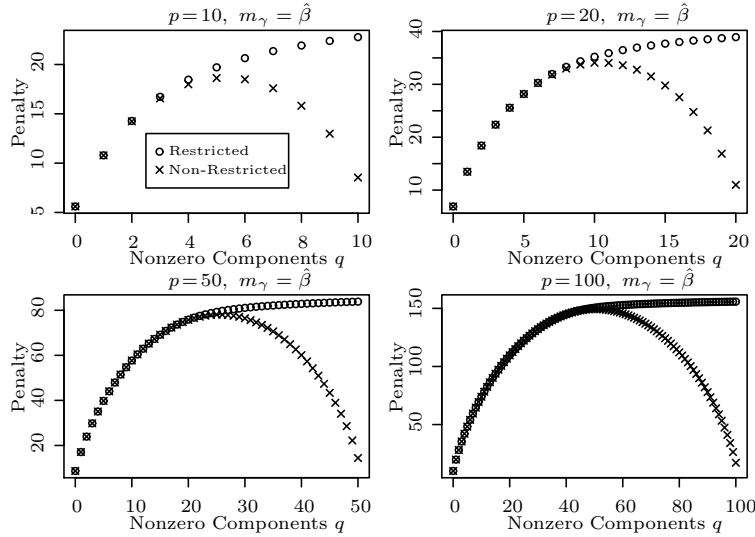 p=10, m_γ = β̂
Penalty
5
10
15
20
Restricted
Non-Restricted
0 2 4 6 8 10
Nonzero Components q
p=20, m_γ = β̂
Penalty
10
20
30
40
0 5 10 15 20
Nonzero Components q
p=50, m_γ = β̂
Penalty
20
40
60
80
0 10 20 30 40 50
Nonzero Components q
p=100, m_γ = β̂
Penalty
50
100
150
0 20 40 60 80 100
Nonzero Components q